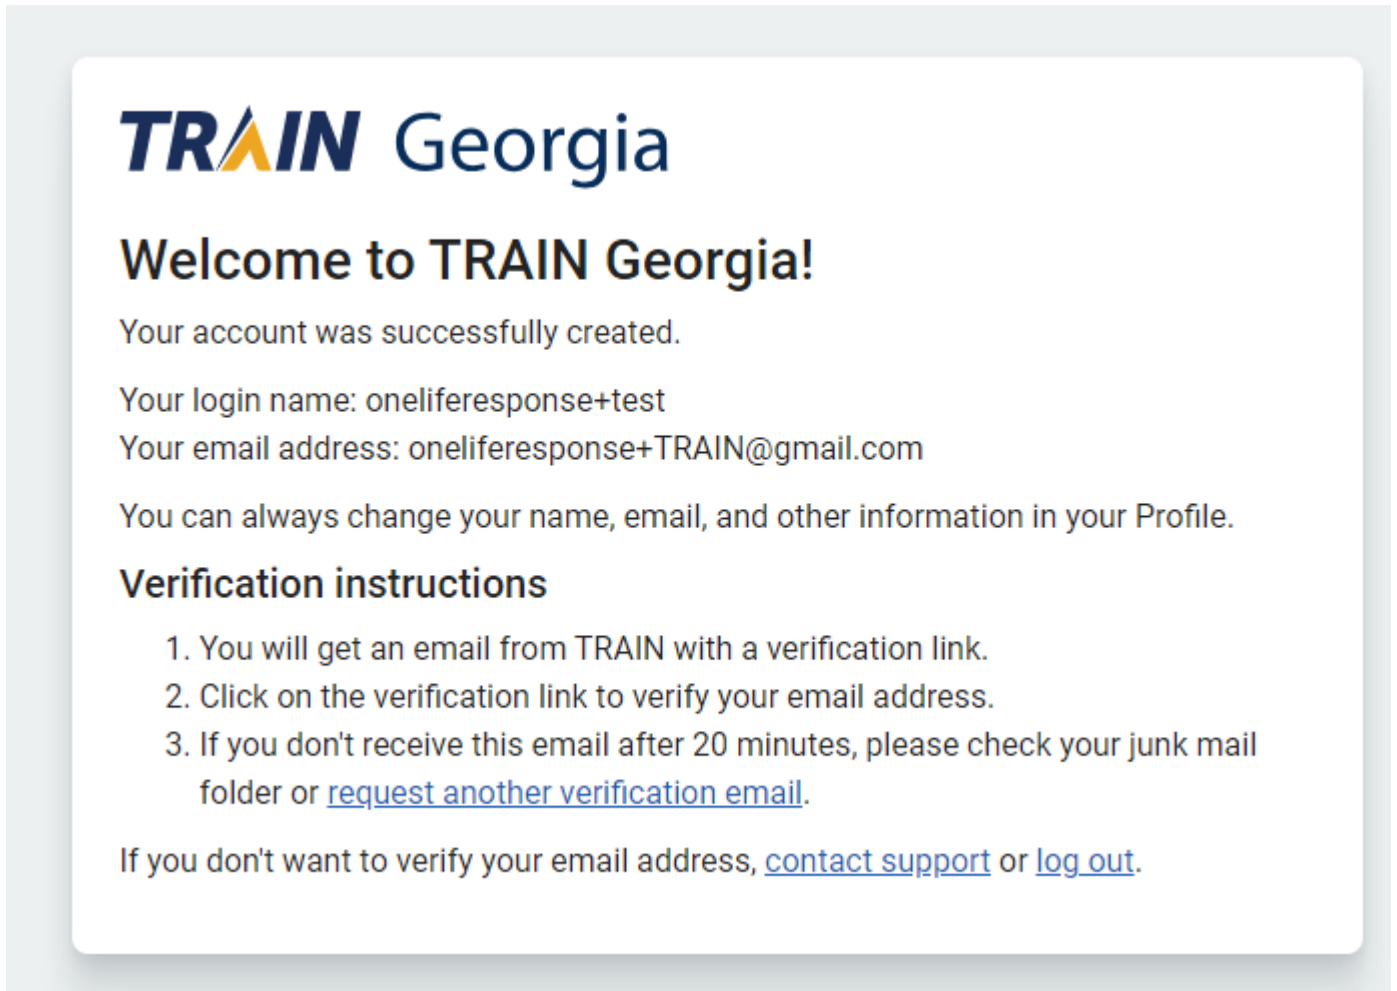 TRAIN Georgia
Welcome to TRAIN Georgia!
Your account was successfully created.
Your login name: oneliferesponse+test
Your email address: oneliferesponse+TRAIN@gmail.com
You can always change your name, email, and other information in your Profile.
Verification instructions
1. You will get an email from TRAIN with a verification link.
2. Click on the verification link to verify your email address.
3. If you don't receive this email after 20 minutes, please check your junk mail
folder or request another verification email.
If you don't want to verify your email address, contact support or log out.